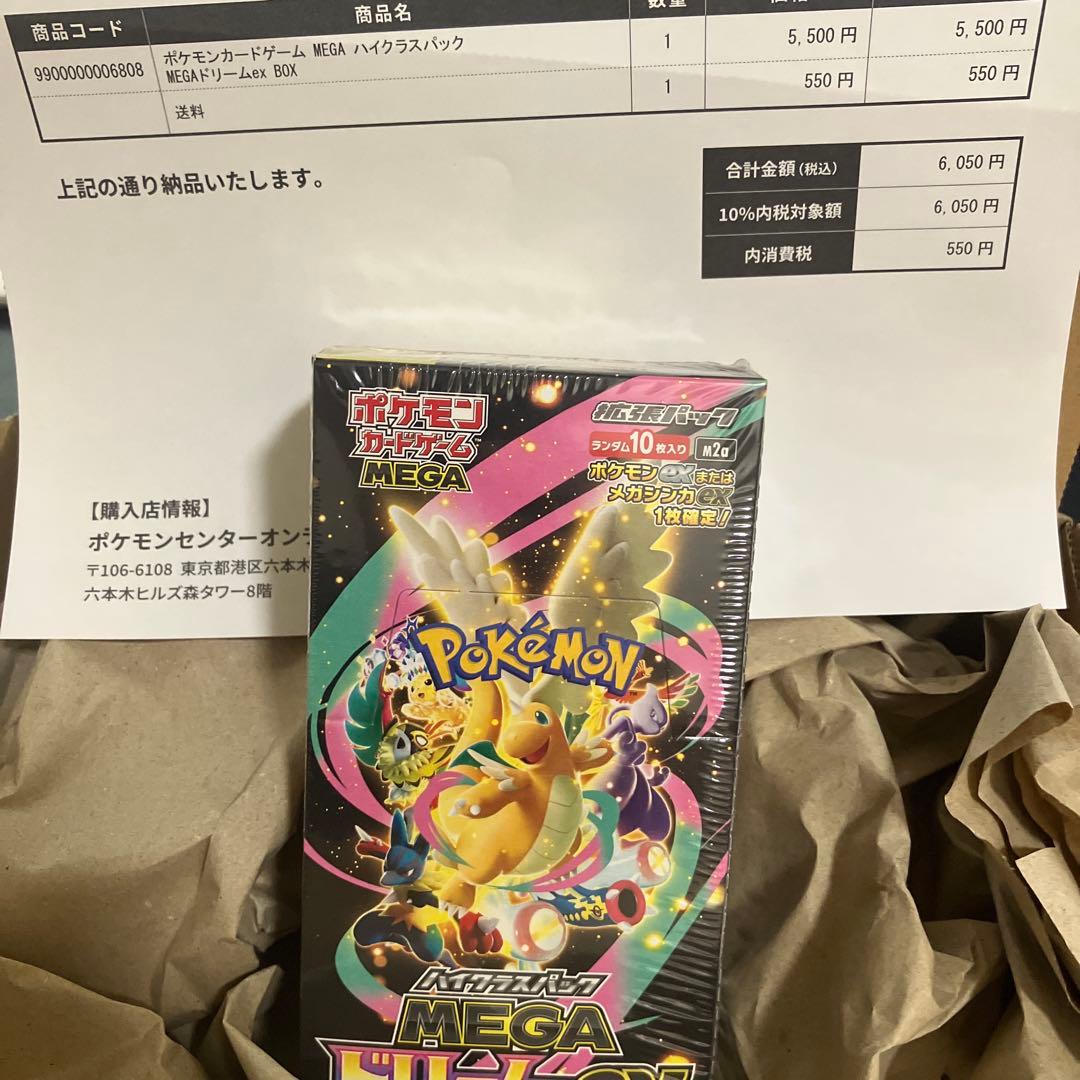 商品コード 商品名 数量
9900000006808 ポケモンカードゲーム MEGA ハイクラスパック 1 5,500円 5,500円
MEGAドリームex BOX
送料 1 550円 550円
上記の通り納品いたします。
合計金額(税込) 6,050円
10%内税対象額 6,050円
内消費税 550円
【購入店情報】
ポケモンセンターオン
〒106-6108 東京都港区六本木
六本木ヒルズ森タワー8階
ポケモン
カードゲーム
MEGA
拡張パック
ランダム10枚入り M2a
ポケモンexまたは
メガシンカex
1枚確定!
POKéMON
ハイクラスパック
MEGA
ドリームex